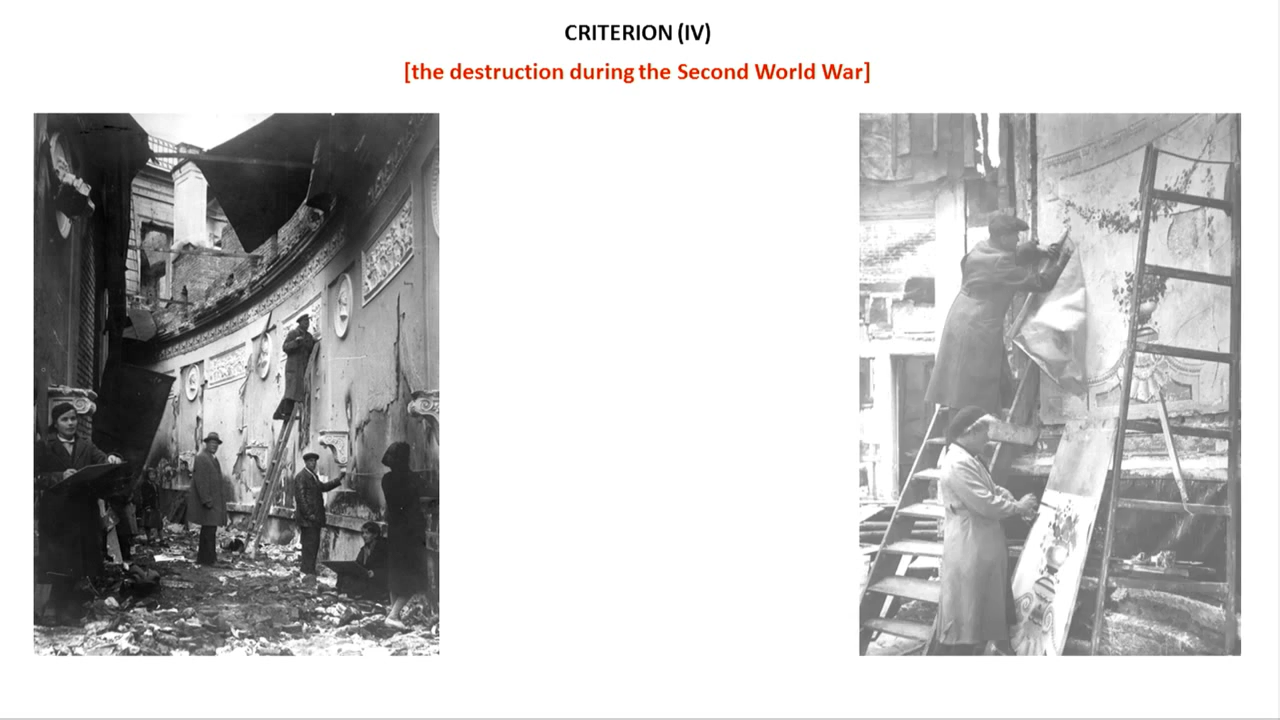 CRITERION (IV)
[the destruction during the Second World War]